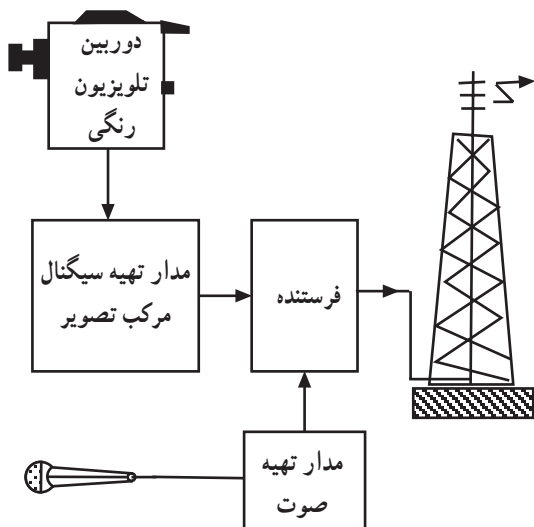 دوربین
تلویزیون
رنگی
مدار تهیه سیگنال
مرکب تصویر
فرستنده
مدار تهیه
صوت